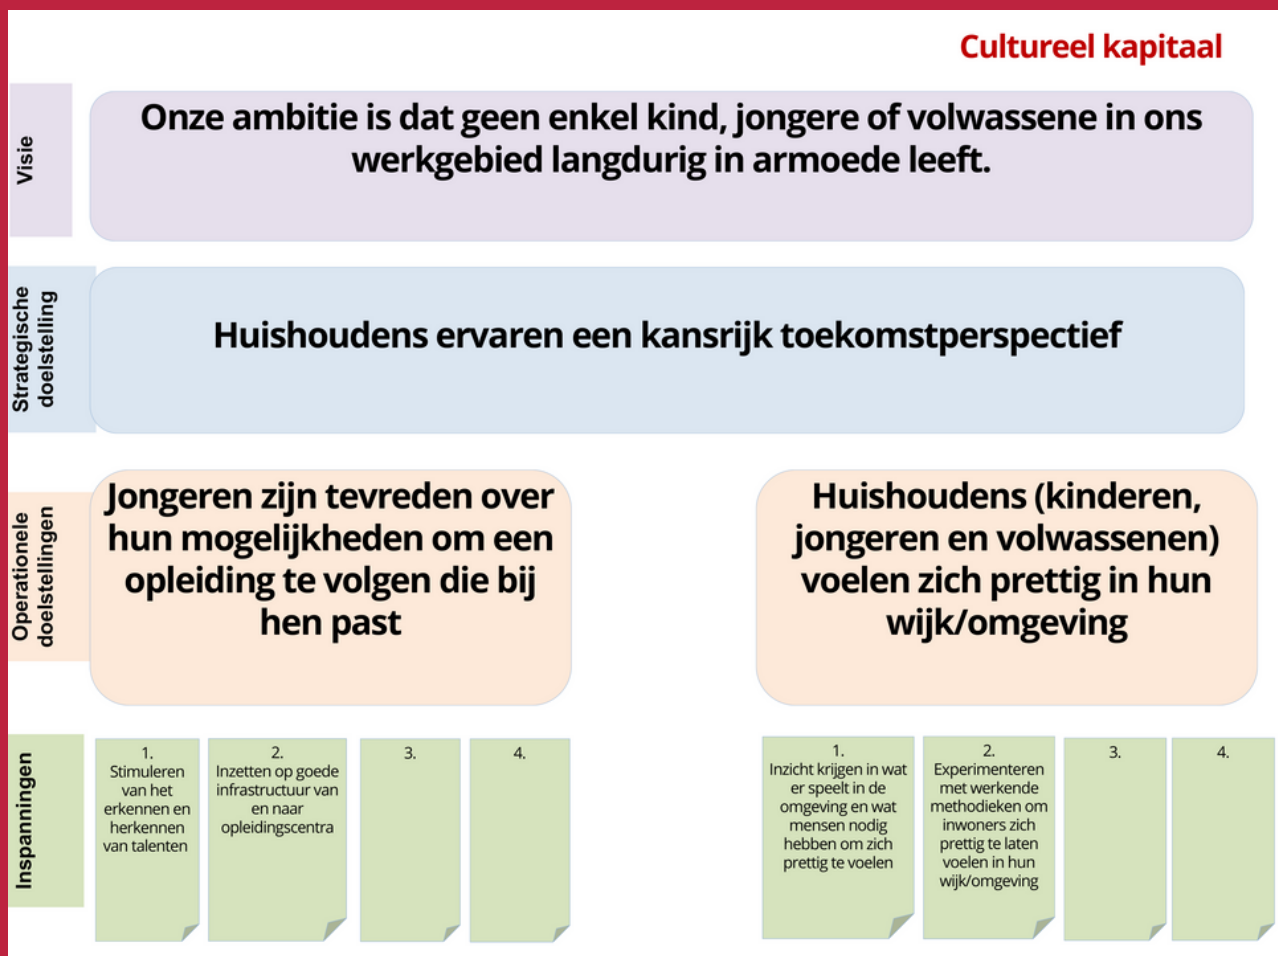 Cultureel kapitaal
Visie
Onze ambitie is dat geen enkel kind, jongere of volwassene in ons
werkgebied langdurig in armoede leeft.
Strategische
doelstelling
Huishoudens ervaren een kansrijk toekomstperspectief
Operationele
doelstellingen
Jongeren zijn tevreden over
hun mogelijkheden om een
opleiding te volgen die bij
hen past
Huishoudens (kinderen,
jongeren en volwassenen)
voelen zich prettig in hun
wijk/omgeving
Inspanningen
1.
Stimuleren
van het
erkennen en
herkennen
van talenten
2.
Inzetten op goede
infrastructuur van
en naar
opleidingscentra
3.
4.
1.
Inzicht krijgen in wat
er speelt in de
omgeving en wat
mensen nodig
hebben om zich
prettig te voelen
2.
Experimenteren
met werkende
methodieken om
inwoners zich
prettig te laten
voelen in hun
wijk/omgeving
3.
4.